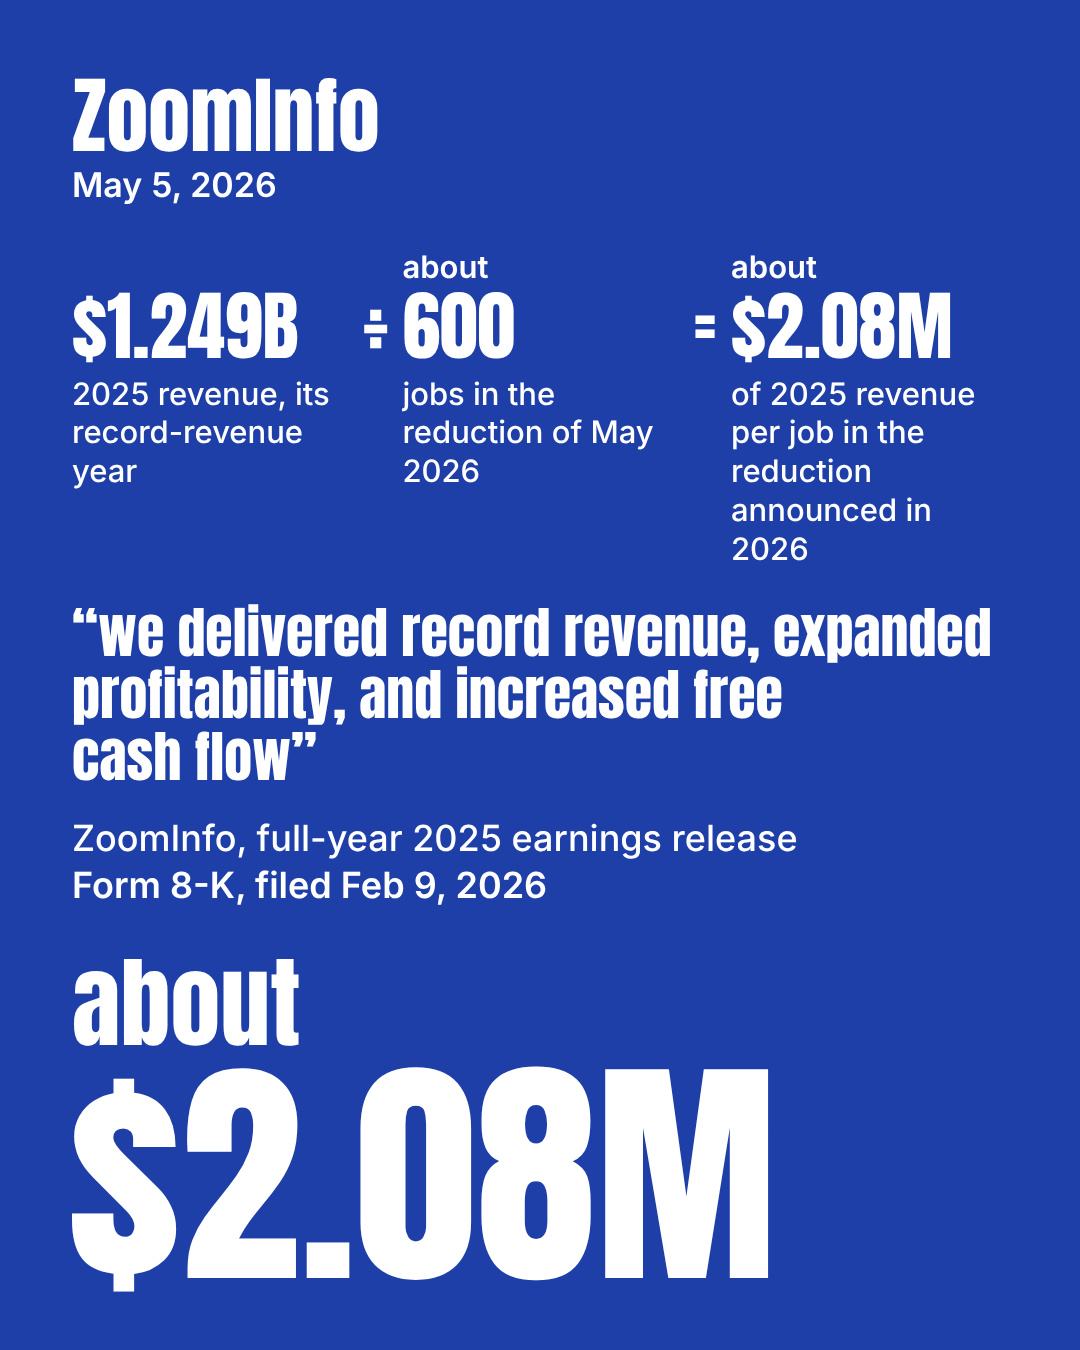 ZoomInfo
May 5, 2026
$1.249B
2025 revenue, its
record-revenue
year
÷
about
600
jobs in the
reduction of May
2026
=
about
$2.08M
of 2025 revenue
per job in the
reduction
announced in
2026
“we delivered record revenue, expanded
profitability, and increased free
cash flow”
ZoomInfo, full-year 2025 earnings release
Form 8-K, filed Feb 9, 2026
about
$2.08M